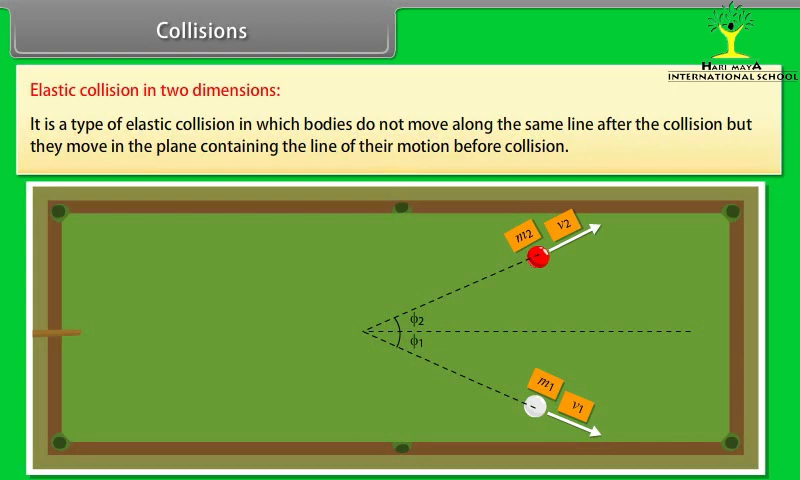 Collisions
HARI MAYA
INTERNATIONAL SCHOOL
Elastic collision in two dimensions:
It is a type of elastic collision in which bodies do not move along the same line after the collision but
they move in the plane containing the line of their motion before collision.
m₂ v₂
ϕ₂
ϕ₁
m₁ v₁